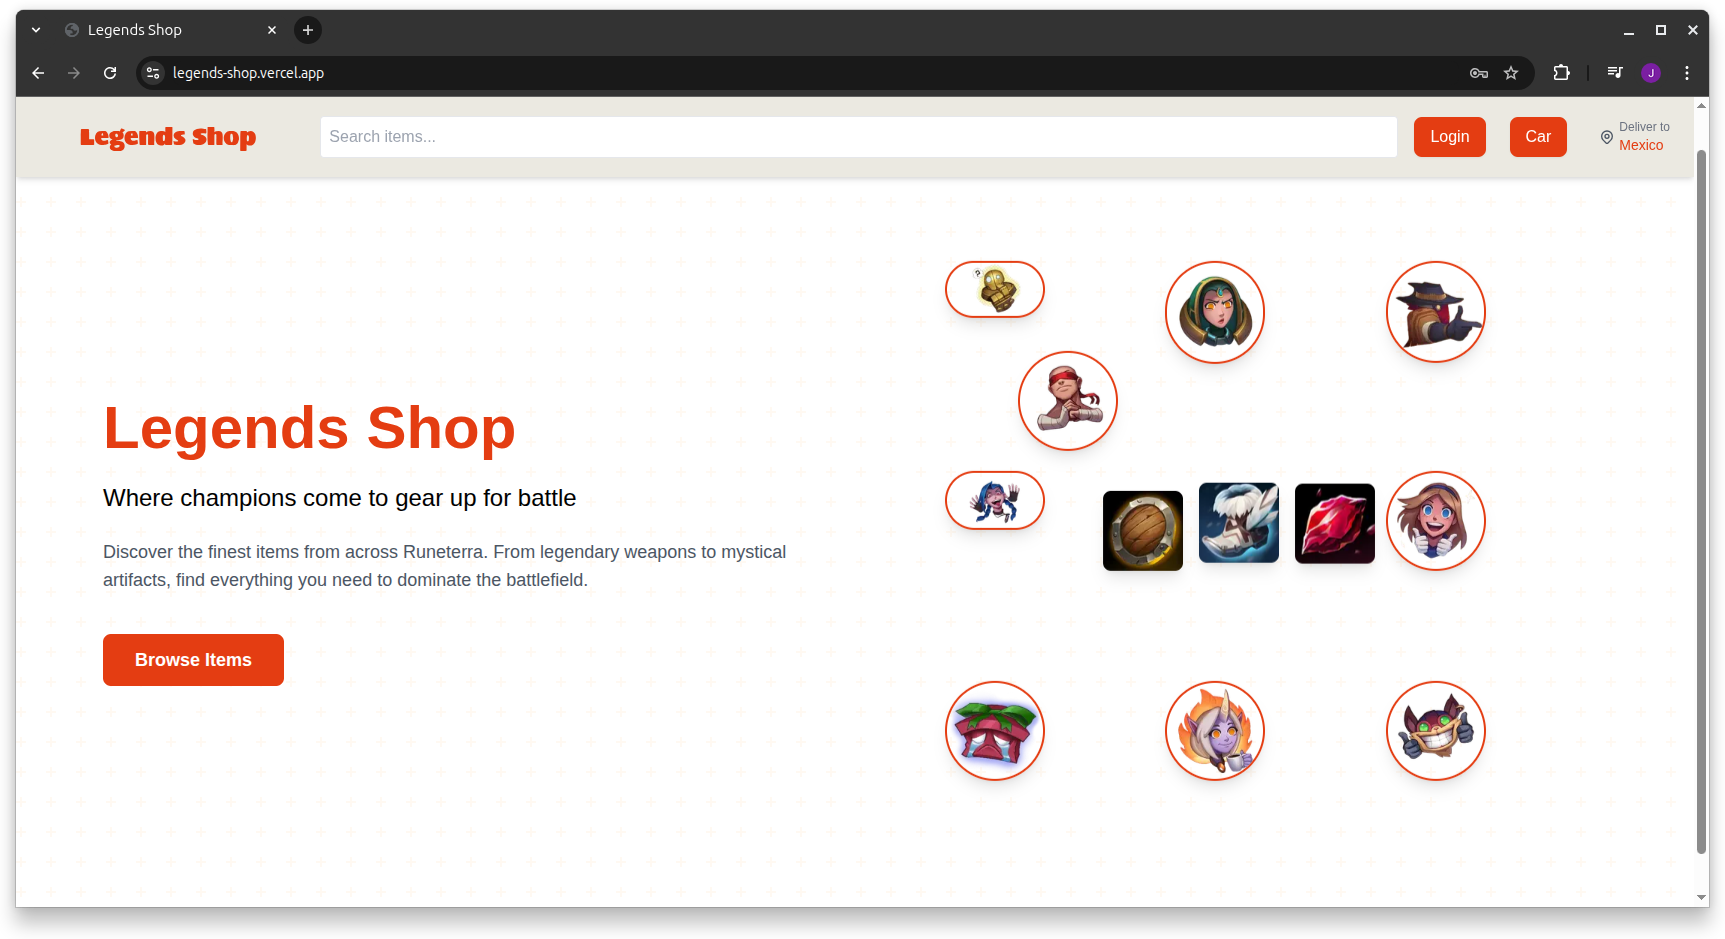 Legends Shop
legends-shop.vercel.app
J
Legends Shop
Search items...
Login
Car
Deliver to
Mexico
?
Legends Shop
Where champions come to gear up for battle
Discover the finest items from across Runeterra. From legendary weapons to mystical
artifacts, find everything you need to dominate the battlefield.
Browse Items